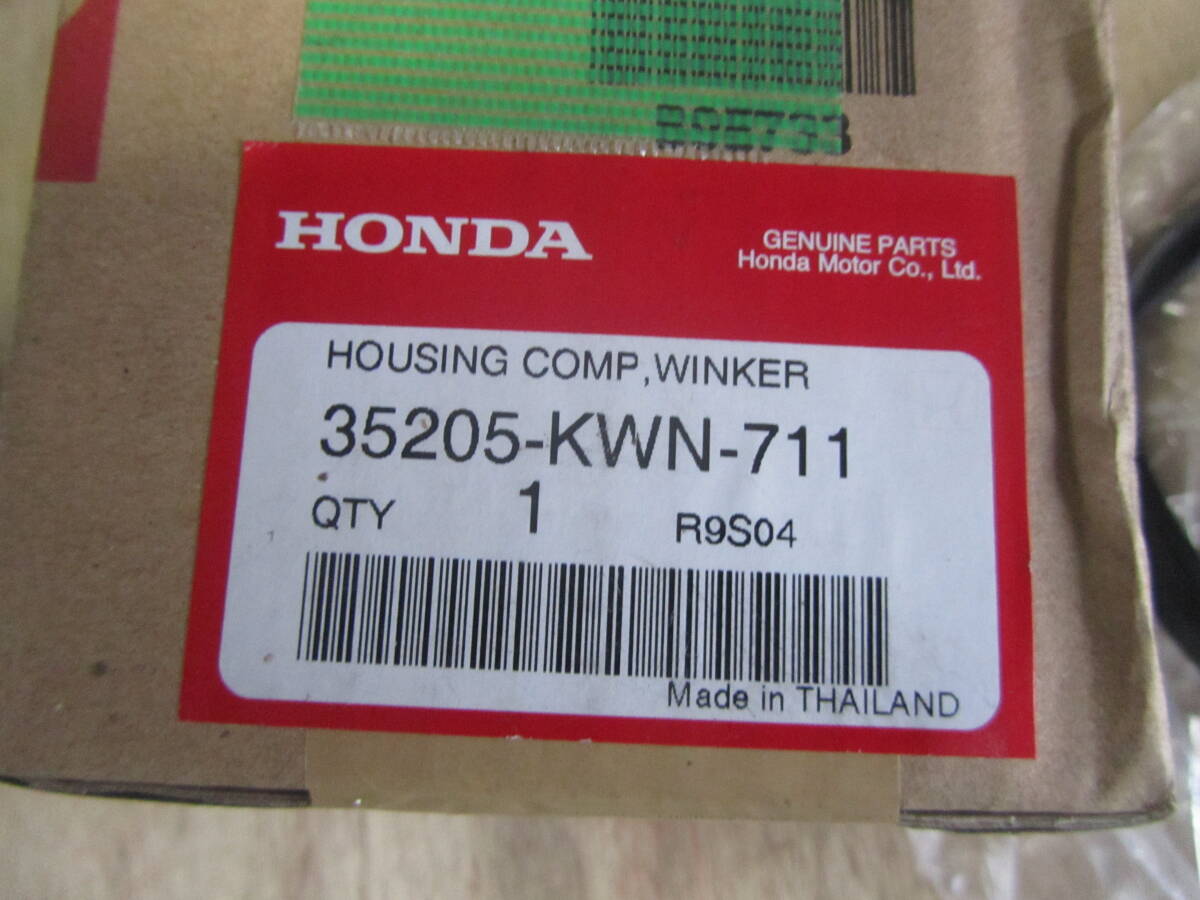 HONDA
GENUINE PARTS
Honda Motor Co., Ltd.
HOUSING COMP,WINKER
35205-KWN-711
QTY 1 R9S04
Made in THAILAND